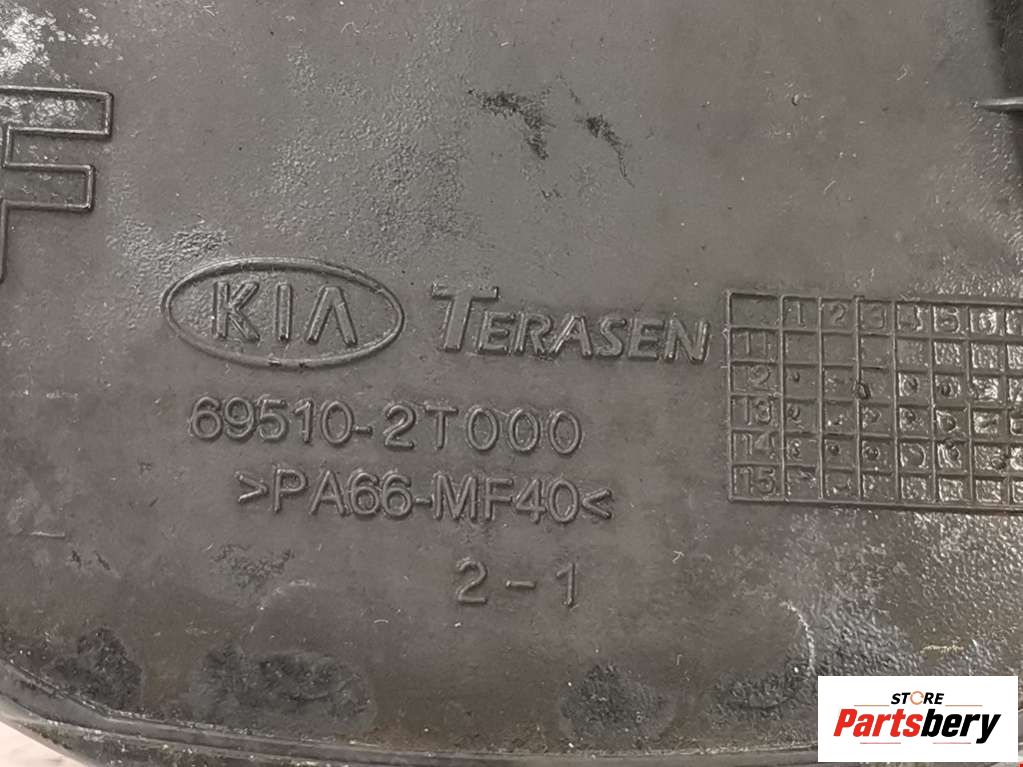 F
KIA TERASEN
69510-2T000
>PA66-MF40<
2-1
1 2 3 4 5 6
11
12
13
14
15
STORE
Partsbery